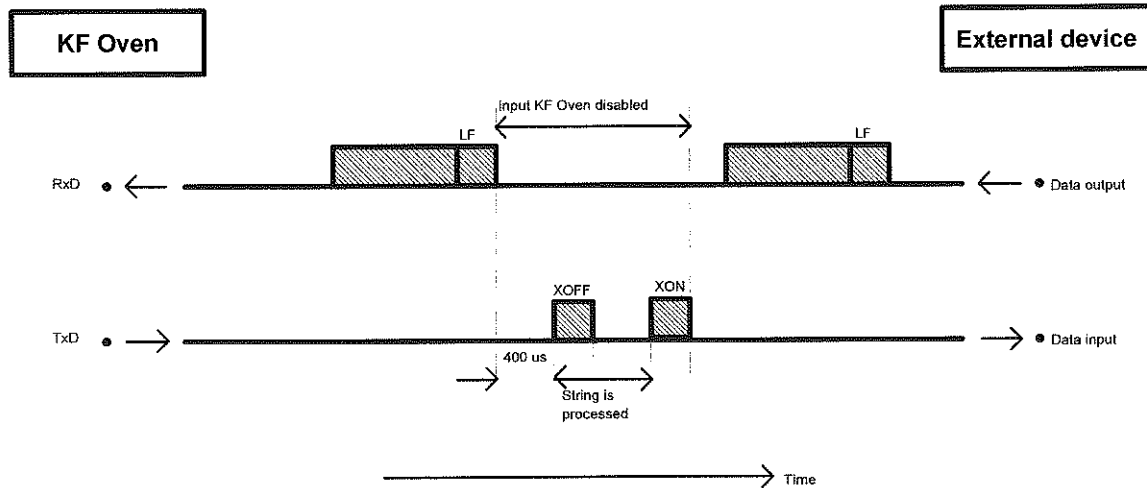 KF Oven
External device
Input KF Oven disabled
LF
LF
RxD
Data output
XOFF
XON
TxD
Data input
400 us
String is
processed
Time